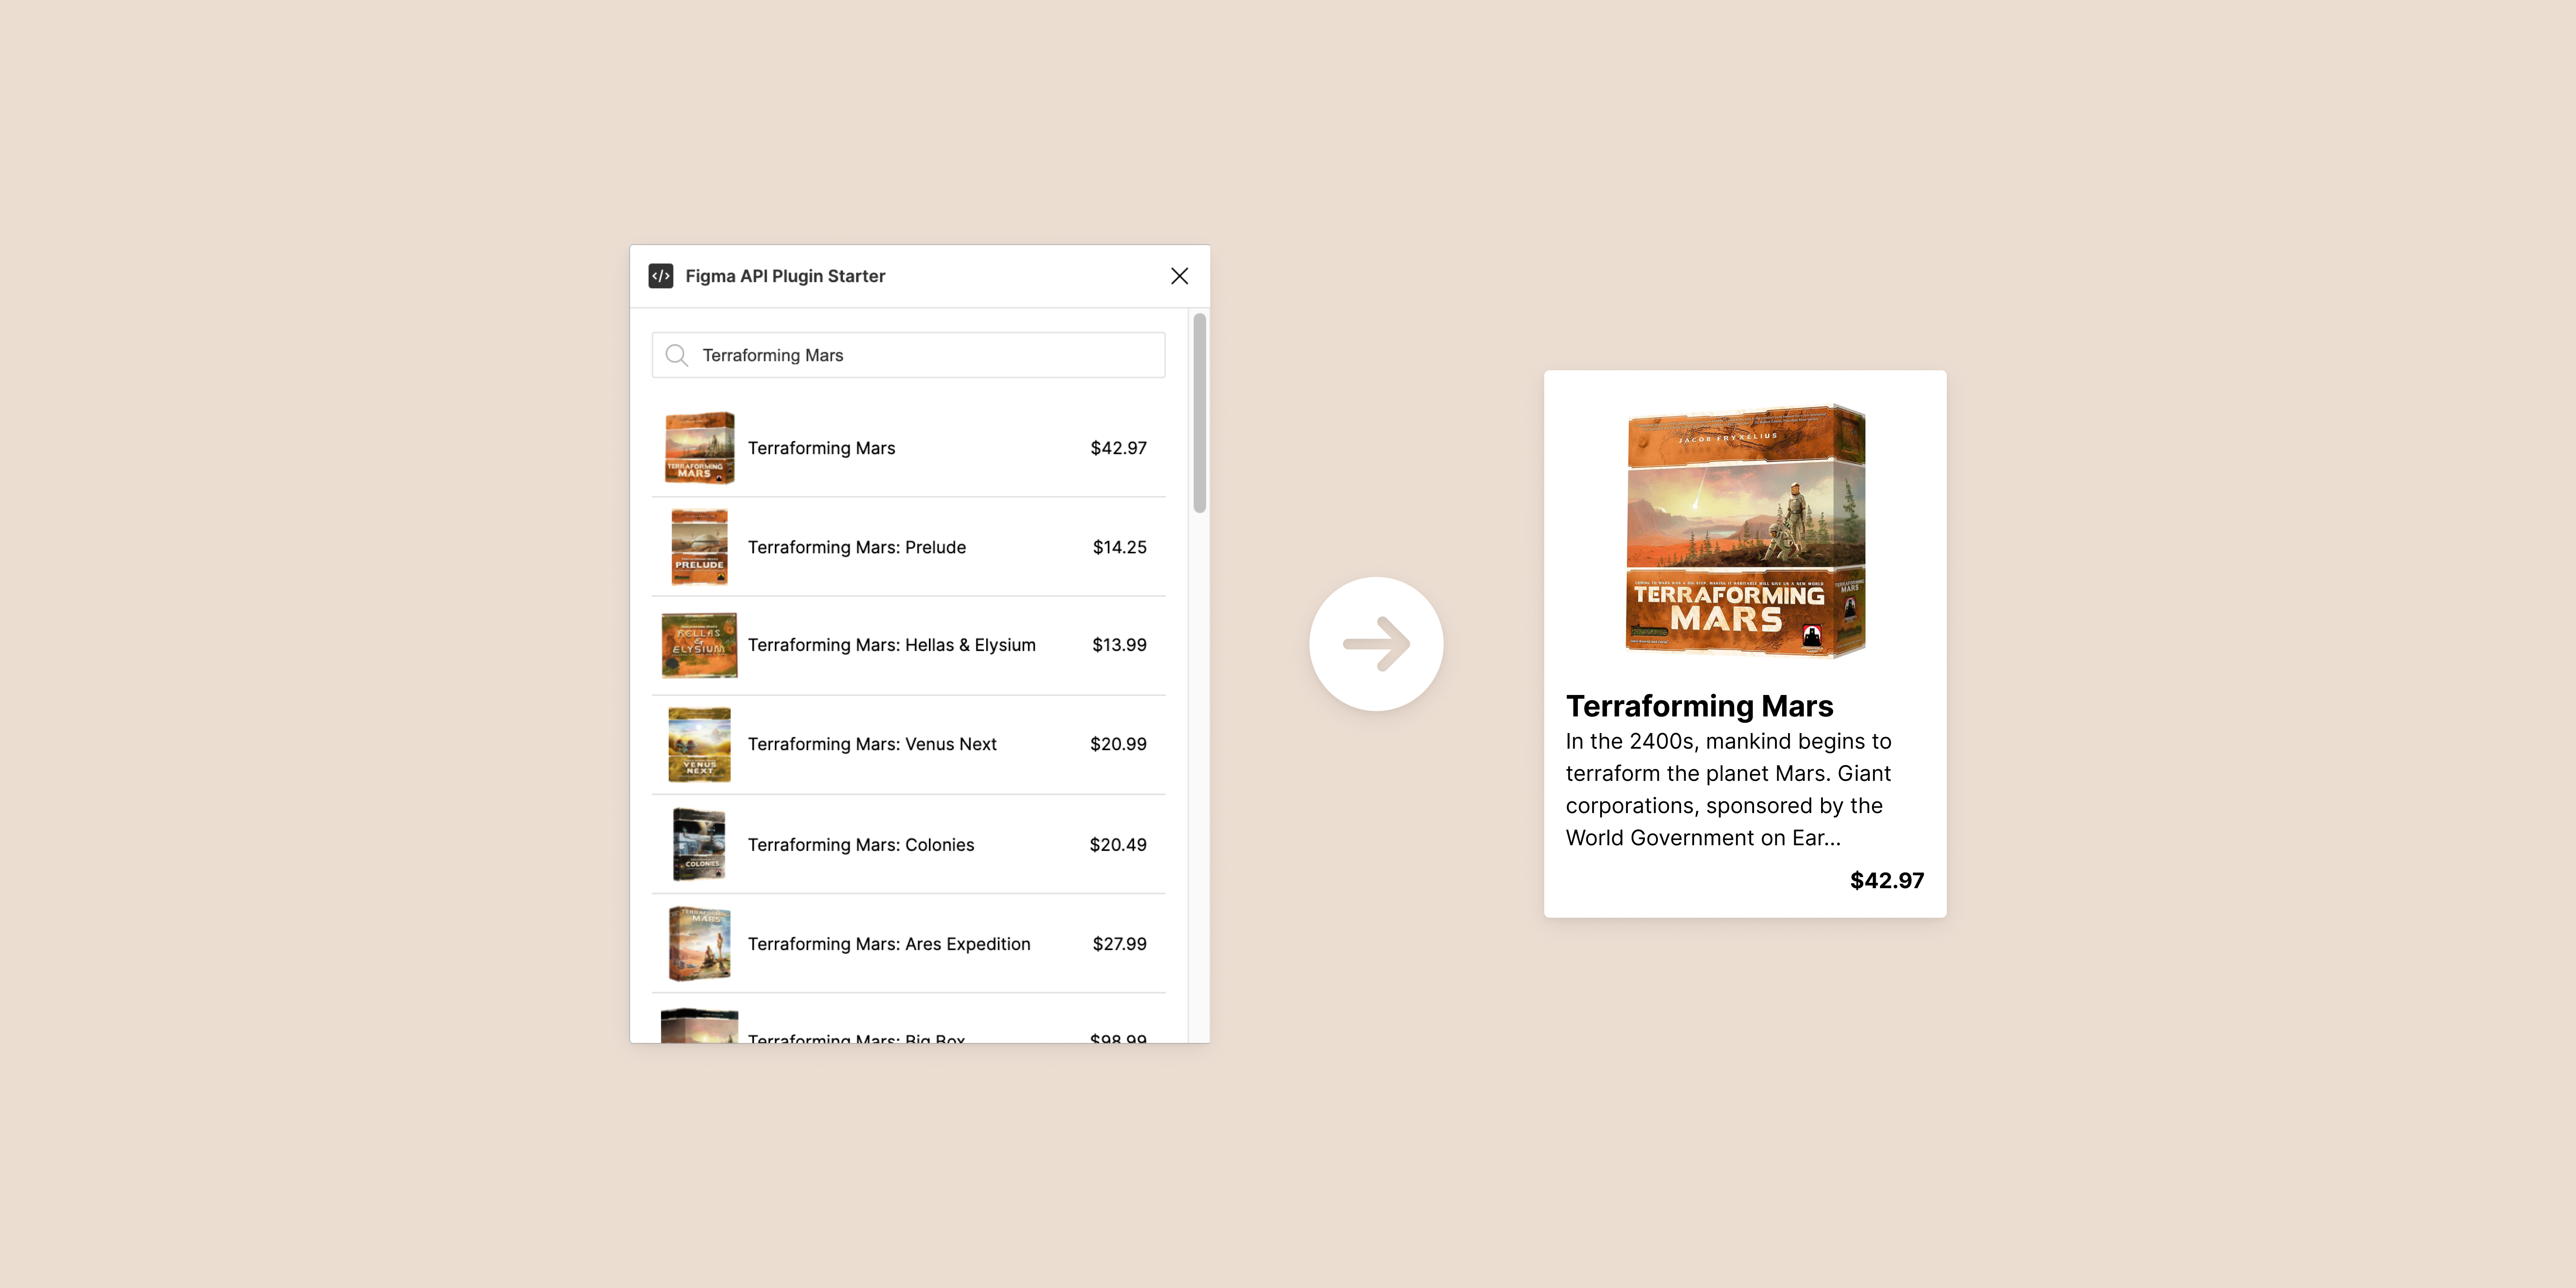 </> Figma API Plugin Starter
Terraforming Mars
TERRAFORMING
MARS
Terraforming Mars
$42.97
PRELUDE
Terraforming Mars: Prelude
$14.25
HELLAS
&
ELYSIUM
Terraforming Mars: Hellas & Elysium
$13.99
VENUS
NEXT
Terraforming Mars: Venus Next
$20.99
COLONIES
Terraforming Mars: Colonies
$20.49
TERRAFORMING
MARS
Terraforming Mars: Ares Expedition
$27.99
Terraforming Mars: Big Box
$98.99
JACOB FRYXELIUS
TERRAFORMING
MARS
TERRAFORMING
MARS
Terraforming Mars
In the 2400s, mankind begins to
terraform the planet Mars. Giant
corporations, sponsored by the
World Government on Ear...
$42.97